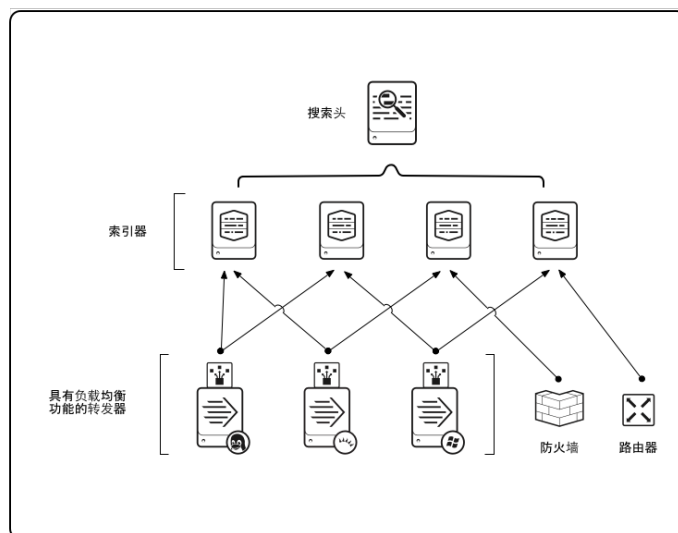 搜索头
索引器
具有负载均衡
功能的转发器
防火墙
路由器